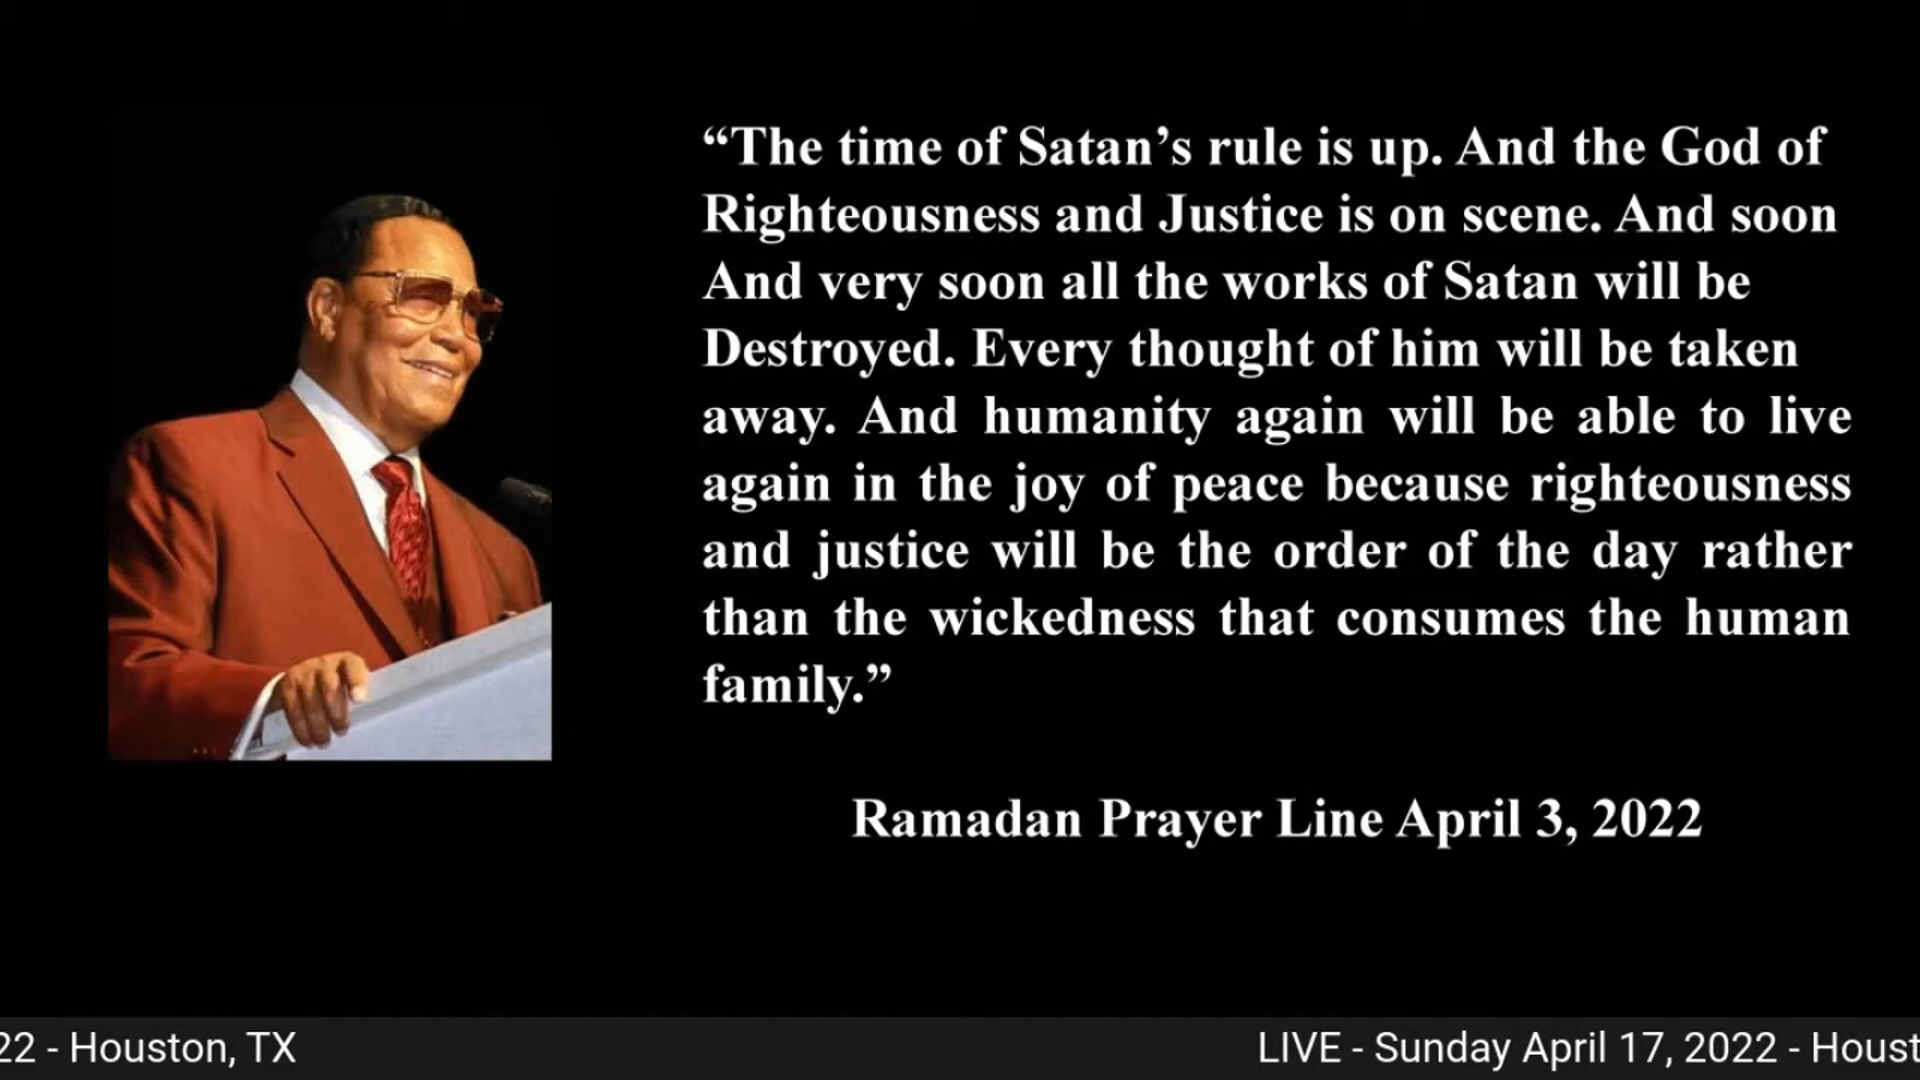 “The time of Satan’s rule is up. And the God of
Righteousness and Justice is on scene. And soon
And very soon all the works of Satan will be
Destroyed. Every thought of him will be taken
away. And humanity again will be able to live
again in the joy of peace because righteousness
and justice will be the order of the day rather
than the wickedness that consumes the human
family.”
Ramadan Prayer Line April 3, 2022
22 - Houston, TX
LIVE - Sunday April 17, 2022 - Houst